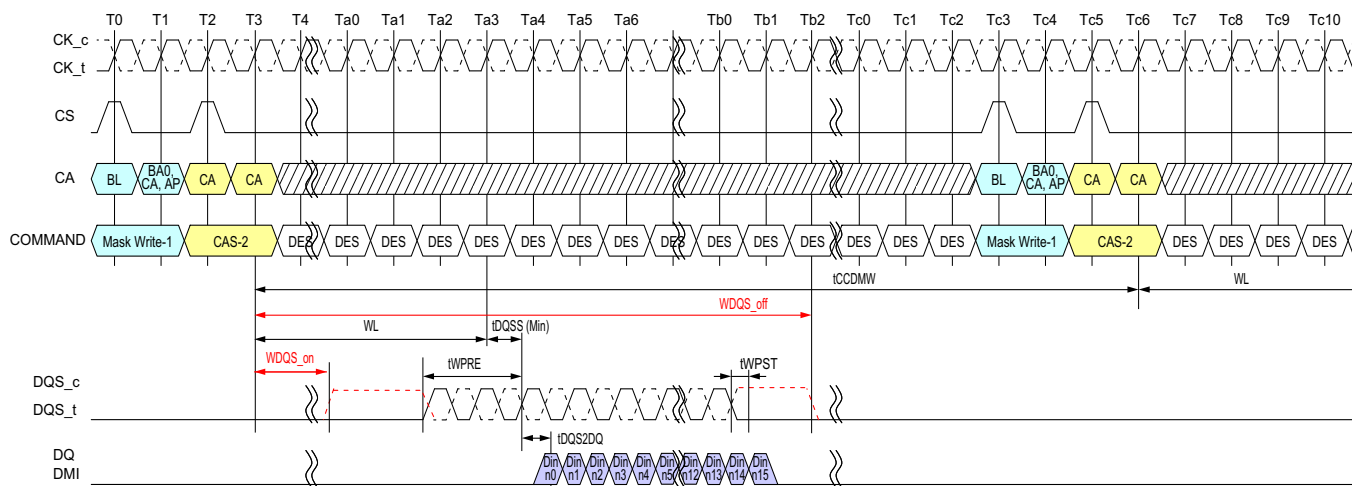 T0 T1 T2 T3 T4 Ta0 Ta1 Ta2 Ta3 Ta4 Ta5 Ta6 Tb0 Tb1 Tb2 Tc0 Tc1 Tc2 Tc3 Tc4 Tc5 Tc6 Tc7 Tc8 Tc9 Tc10
CK_c
CK_t
CS
CA
BL BA0, CA, AP CA CA BL BA0, CA, AP CA CA
COMMAND
Mask Write-1 CAS-2 DES DES DES DES DES DES DES DES DES DES DES DES DES DES DES Mask Write-1 CAS-2 DES DES DES DES
tCCDMW WL
WDQS_off
WL tDQSS (Min)
WDQS_on tWPRE tWPST
DQS_c
DQS_t
tDQS2DQ
DQ
DMI
Din Din Din Din Din Din Din Din Din Din
n0 n1 n2 n3 n4 n5 n12 n13 n14 n15